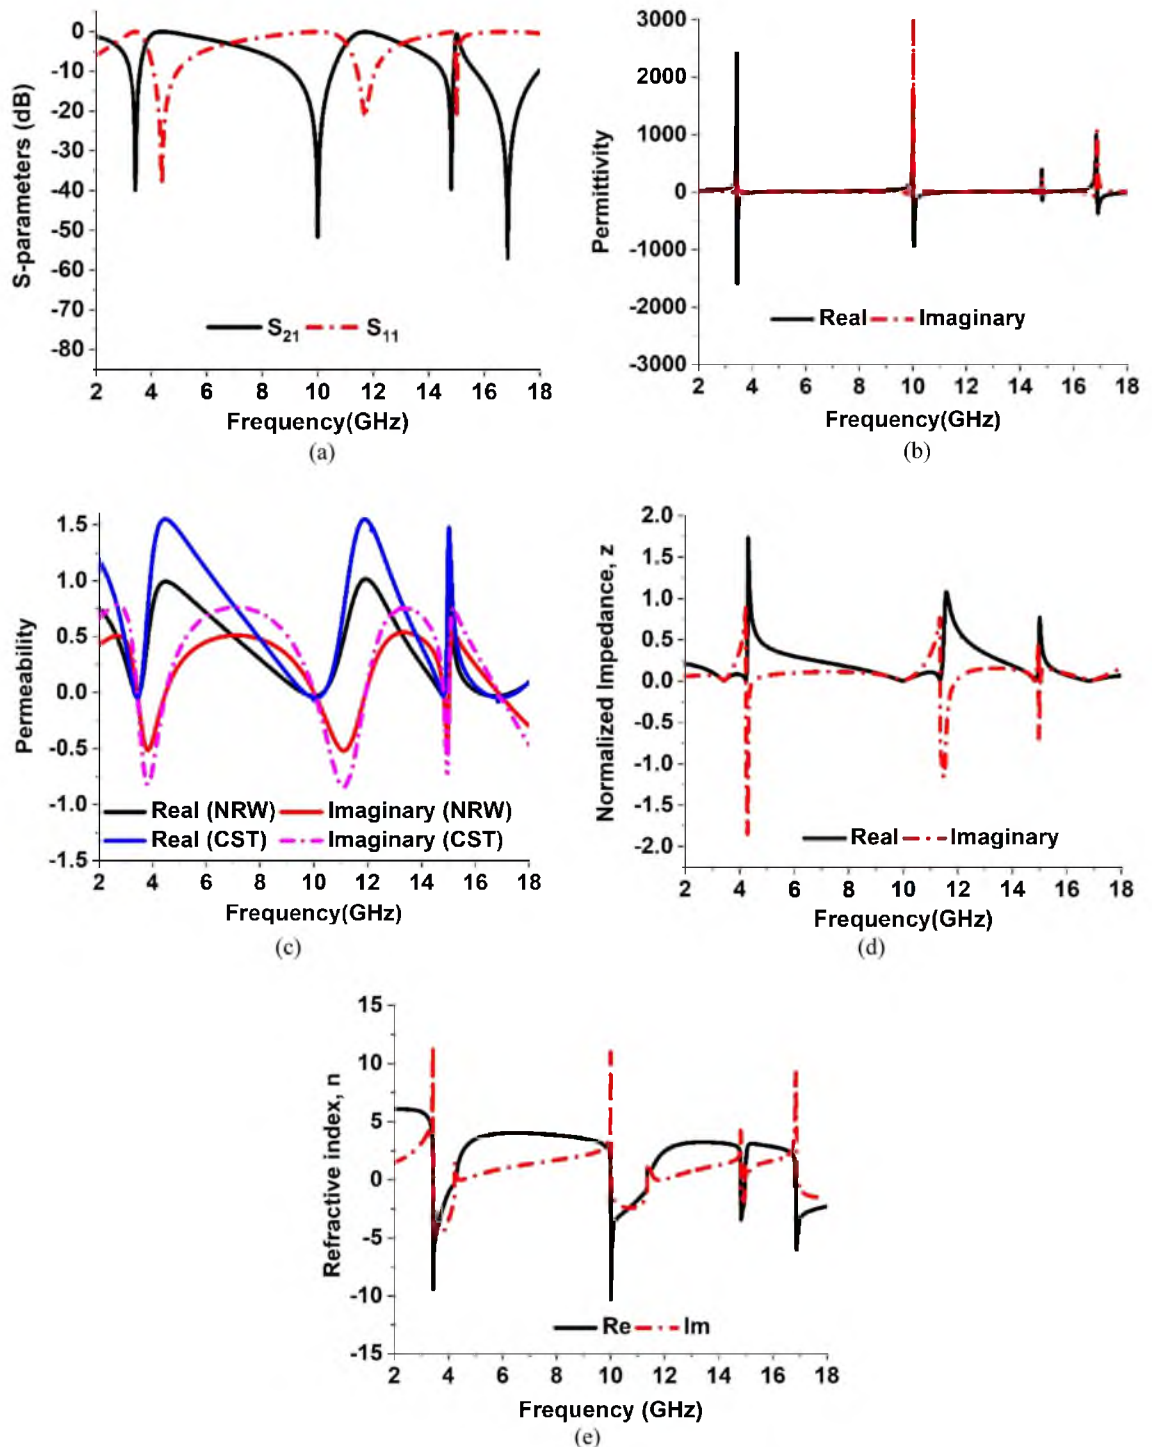 S-parameters (dB)
0
-10
-20
-30
-40
-50
-60
-70
-80
S21 S11
2 4 6 8 10 12 14 16 18
Frequency(GHz)
(a)
Permittivity
3000
2000
1000
0
-1000
-2000
-3000
Real Imaginary
2 4 6 8 10 12 14 16 18
Frequency(GHz)
(b)
Permeability
1.5
1.0
0.5
0.0
-0.5
-1.0
-1.5
Real (NRW) Imaginary (NRW)
Real (CST) Imaginary (CST)
2 4 6 8 10 12 14 16 18
Frequency(GHz)
(c)
Normalized Impedance, z
2.0
1.5
1.0
0.5
0.0
-0.5
-1.0
-1.5
-2.0
Real Imaginary
2 4 6 8 10 12 14 16 18
Frequency(GHz)
(d)
Refractive index, n
15
10
5
0
-5
-10
-15
Re Im
2 4 6 8 10 12 14 16 18
Frequency (GHz)
(e)